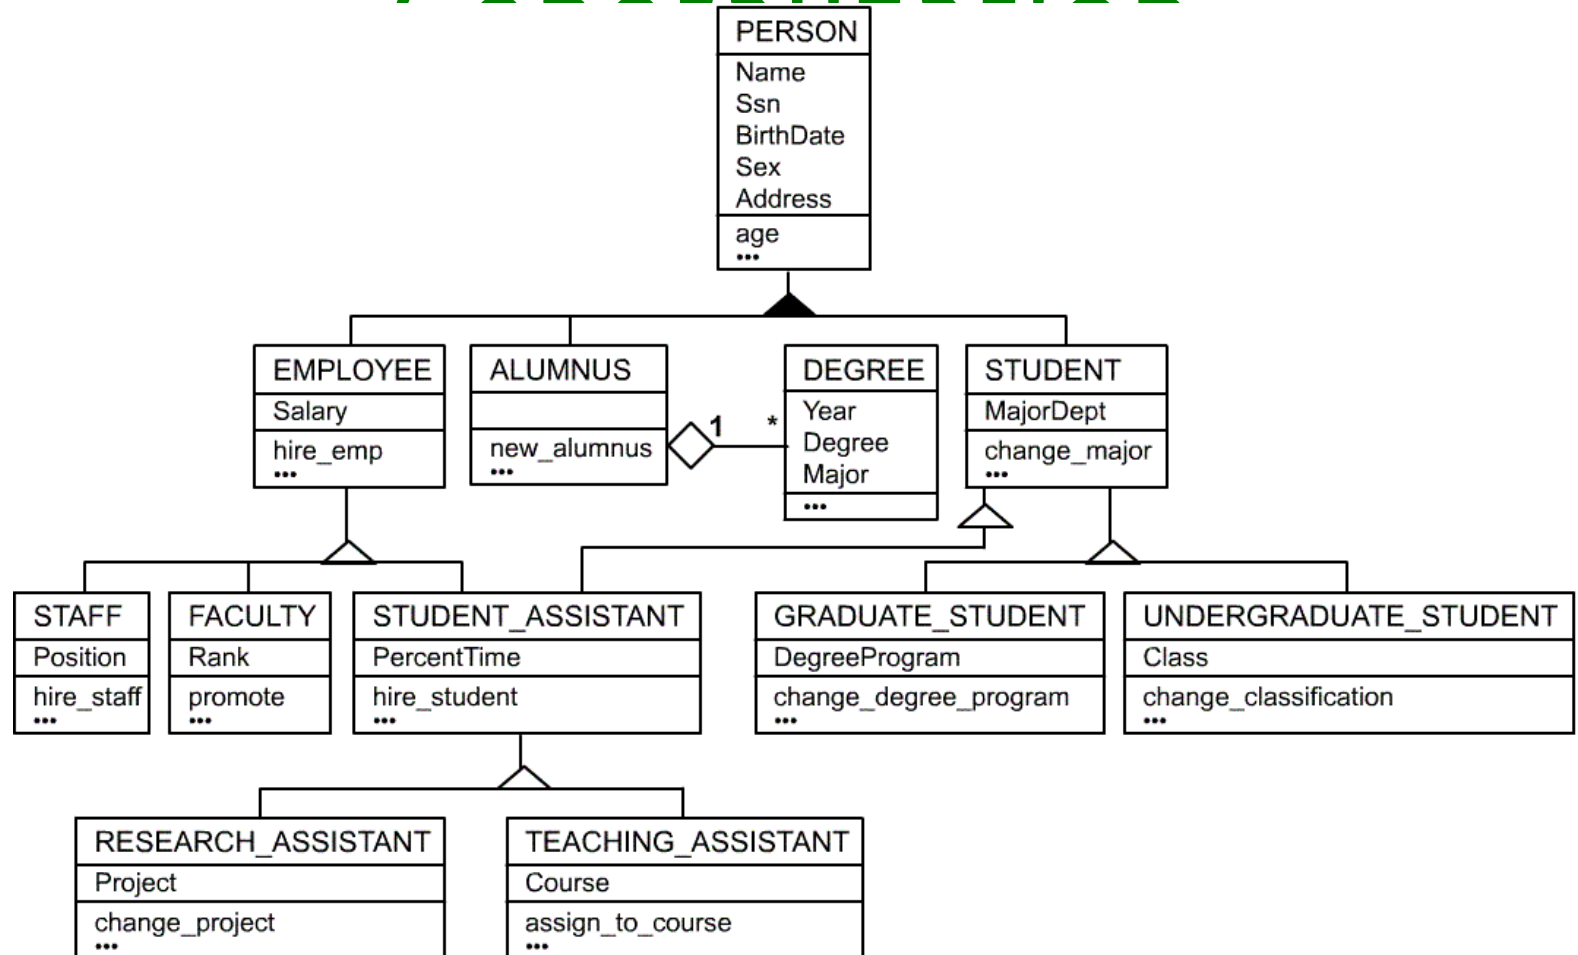 PERSON
Name
Ssn
BirthDate
Sex
Address
age
•••
EMPLOYEE
Salary
hire_emp
•••
ALUMNUS
new_alumnus
•••
1
*
DEGREE
Year
Degree
Major
•••
STUDENT
MajorDept
change_major
•••
STAFF
Position
hire_staff
•••
FACULTY
Rank
promote
•••
STUDENT_ASSISTANT
PercentTime
hire_student
•••
GRADUATE_STUDENT
DegreeProgram
change_degree_program
•••
UNDERGRADUATE_STUDENT
Class
change_classification
•••
RESEARCH_ASSISTANT
Project
change_project
•••
TEACHING_ASSISTANT
Course
assign_to_course
•••